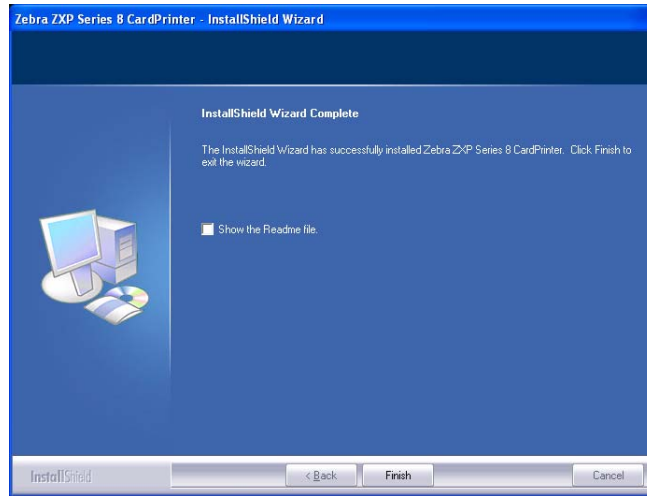 Zebra ZXP Series 8 CardPrinter - InstallShield Wizard
InstallShield Wizard Complete
The InstallShield Wizard has successfully installed Zebra ZXP Series 8 CardPrinter. Click Finish to
exit the wizard.
Show the Readme file.
InstallShield
< Back
Finish
Cancel